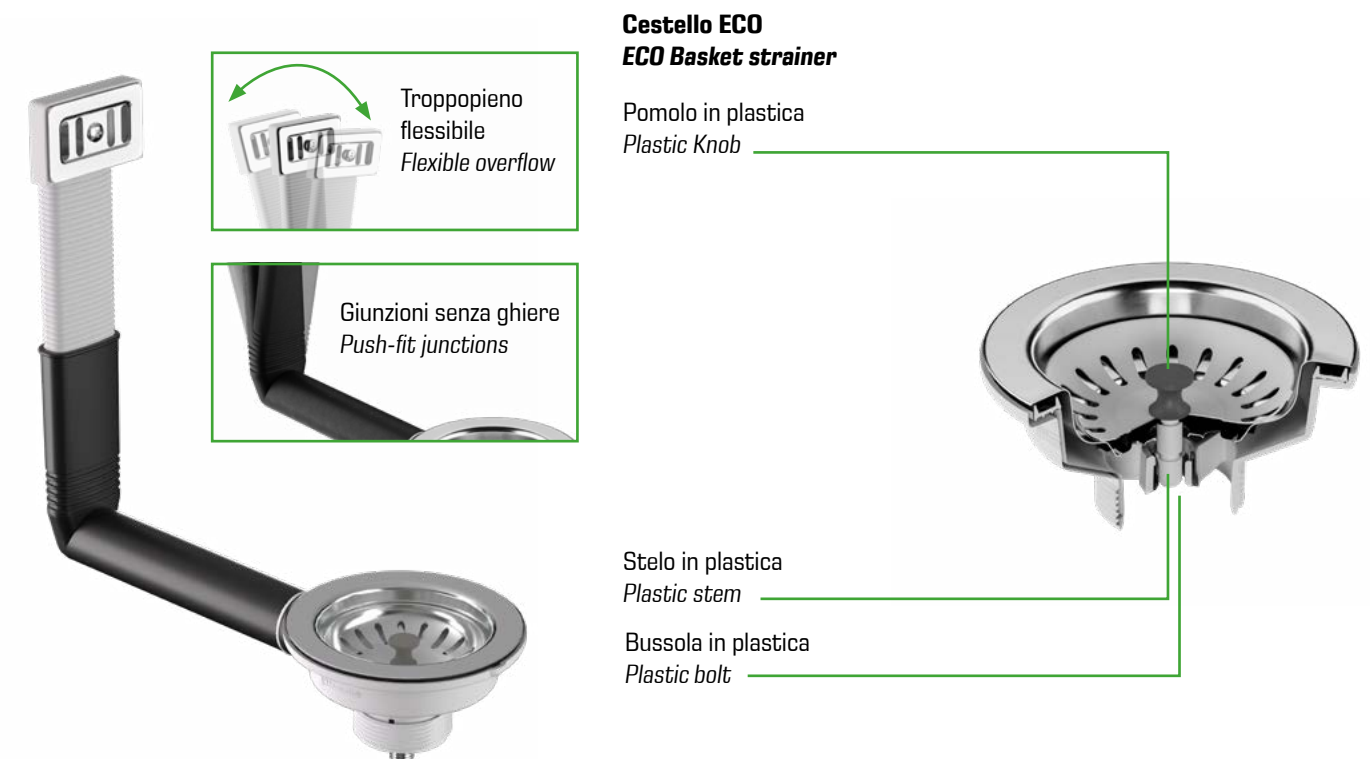 Cestello ECO
ECO Basket strainer
Troppopieno
flessibile
Flexible overflow
Pomolo in plastica
Plastic Knob
Giunzioni senza ghiere
Push-fit junctions
Stelo in plastica
Plastic stem
Bussola in plastica
Plastic bolt